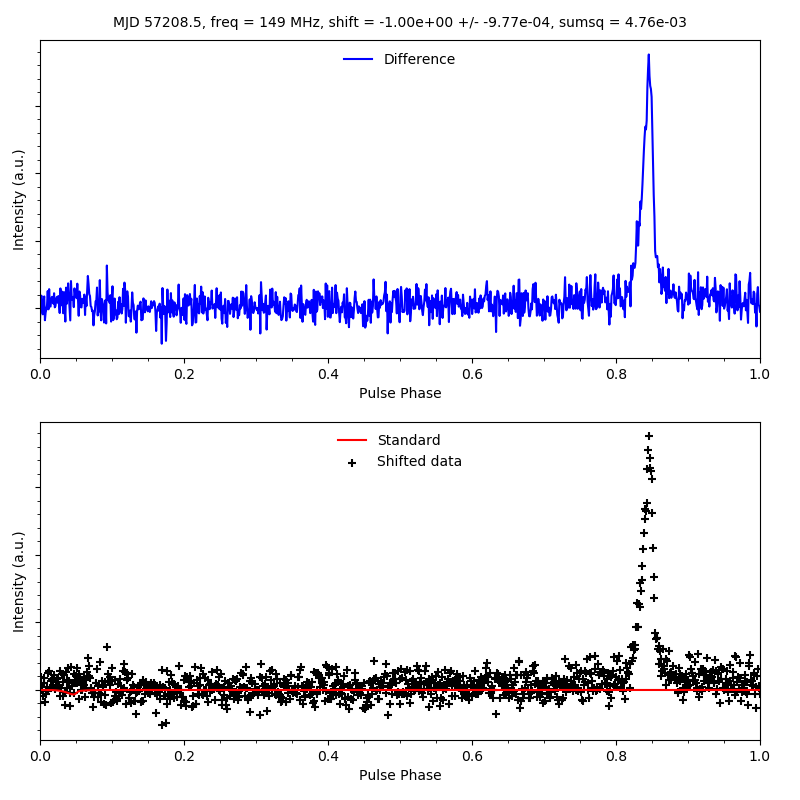 MJD 57208.5, freq = 149 MHz, shift = -1.00e+00 +/- -9.77e-04, sumsq = 4.76e-03
Difference
Intensity (a.u.)
0.0 0.2 0.4 0.6 0.8 1.0
Pulse Phase
Standard
Shifted data
Intensity (a.u.)
0.0 0.2 0.4 0.6 0.8 1.0
Pulse Phase